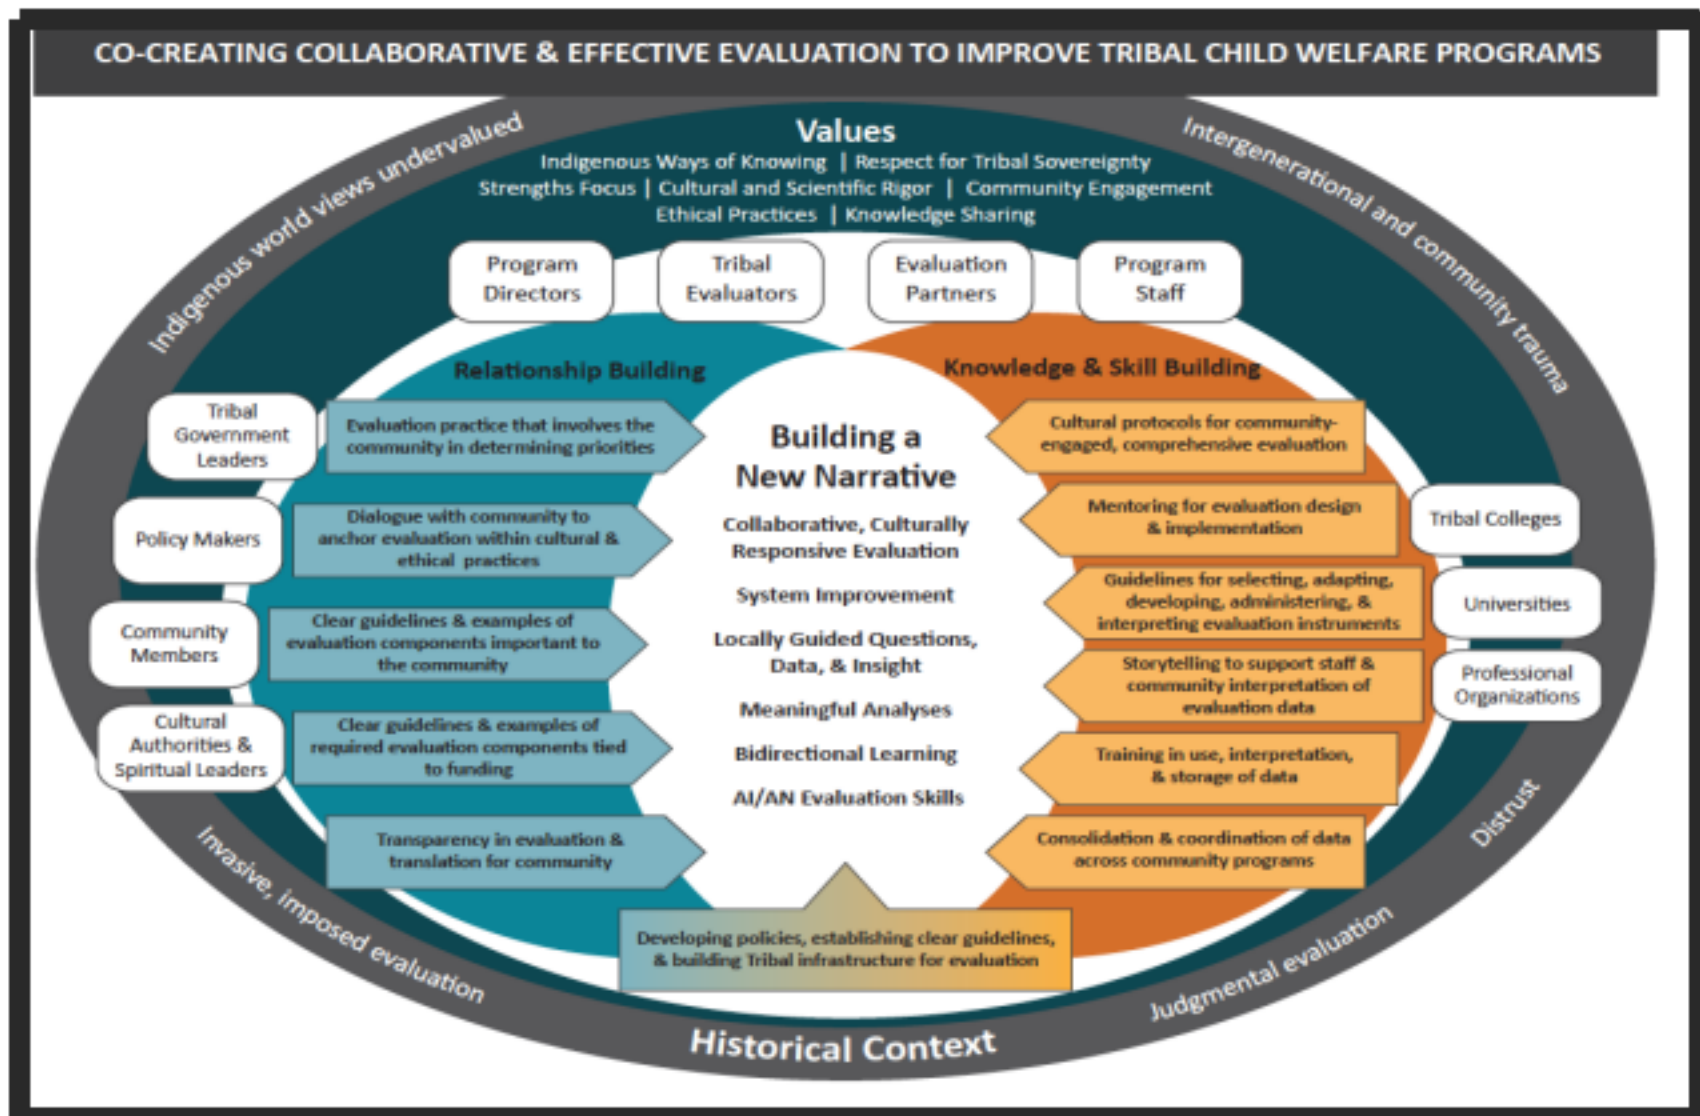 CO-CREATING COLLABORATIVE & EFFECTIVE EVALUATION TO IMPROVE TRIBAL CHILD WELFARE PROGRAMS
Indigenous world views undervalued
Intergenerational and community trauma
Values
Indigenous Ways of Knowing | Respect for Tribal Sovereignty
Strengths Focus | Cultural and Scientific Rigor | Community Engagement
Ethical Practices | Knowledge Sharing
Program
Directors
Tribal
Evaluators
Evaluation
Partners
Program
Staff
Tribal
Government
Leaders
Policy Makers
Community
Members
Cultural
Authorities &
Spiritual Leaders
Relationship Building
Evaluation practice that involves the
community in determining priorities
Dialogue with community to
anchor evaluation within cultural &
ethical practices
Clear guidelines & examples of
evaluation components important to
the community
Clear guidelines & examples of
required evaluation components tied
to funding
Transparency in evaluation &
translation for community
Building a
New Narrative
Collaborative, Culturally
Responsive Evaluation
System Improvement
Locally Guided Questions,
Data, & Insight
Meaningful Analyses
Bidirectional Learning
AI/AN Evaluation Skills
Knowledge & Skill Building
Cultural protocols for community-
engaged, comprehensive evaluation
Mentoring for evaluation design
& implementation
Guidelines for selecting, adapting,
developing, administering, &
interpreting evaluation instruments
Storytelling to support staff &
community interpretation of
evaluation data
Training in use, interpretation,
& storage of data
Consolidation & coordination of data
across community programs
Tribal Colleges
Universities
Professional
Organizations
Developing policies, establishing clear guidelines,
& building Tribal infrastructure for evaluation
Invasive, imposed evaluation
Historical Context
Judgmental evaluation
Distrust